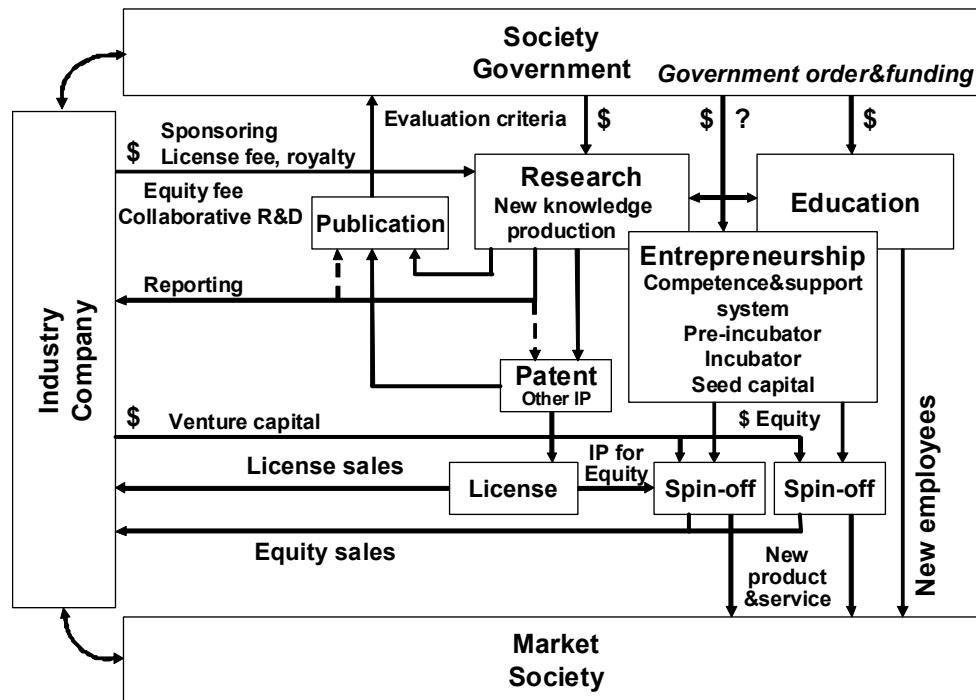 Society
Government
Government order&funding
Evaluation criteria
$
$ ?
$
$ Sponsoring
License fee, royalty
Equity fee
Collaborative R&D
Publication
Research
New knowledge
production
Education
Entrepreneurship
Competence&support
system
Pre-incubator
Incubator
Seed capital
Reporting
Industry
Company
Patent
Other IP
$ Venture capital
$ Equity
License sales
License
IP for
Equity
Spin-off
Spin-off
New employees
Equity sales
New
product
&service
Market
Society